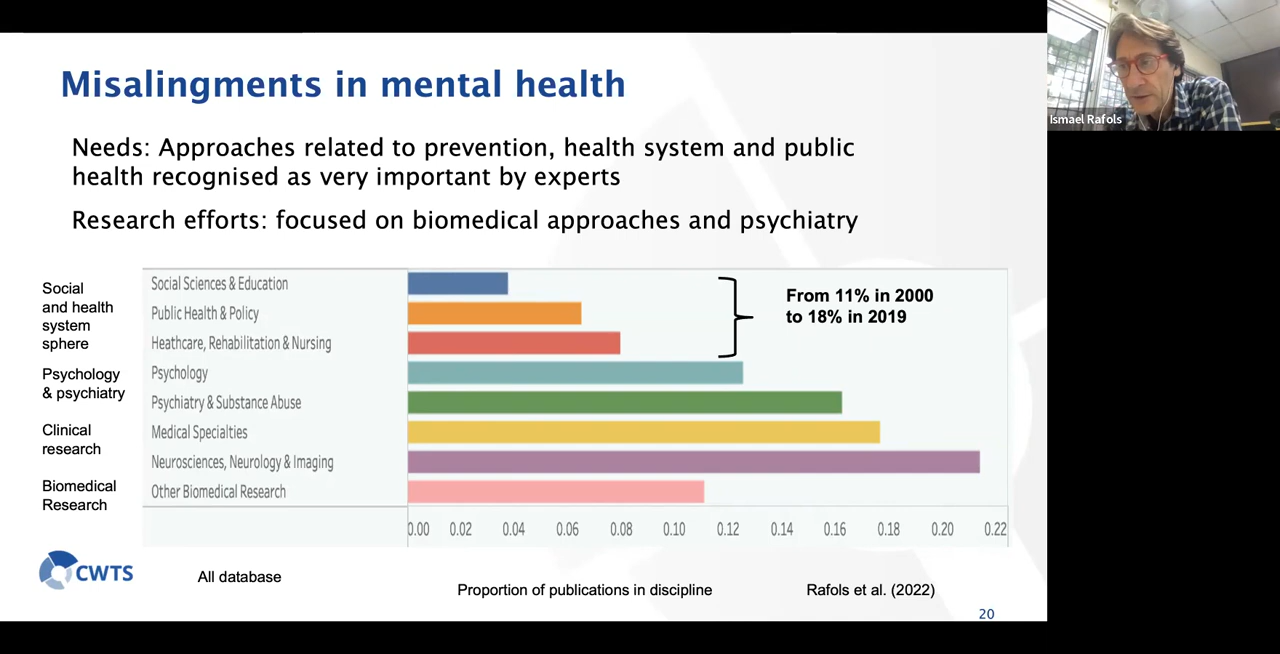 Misalingments in mental health
Ismael Rafols
Needs: Approaches related to prevention, health system and public
health recognised as very important by experts
Research efforts: focused on biomedical approaches and psychiatry
Social
and health
system
sphere
Psychology
& psychiatry
Clinical
research
Biomedical
Research
Social Sciences & Education
Public Health & Policy
Heathcare, Rehabilitation & Nursing
Psychology
Psychiatry & Substance Abuse
Medical Specialties
Neurosciences, Neurology & Imaging
Other Biomedical Research
From 11% in 2000
to 18% in 2019
0.00 0.02 0.04 0.06 0.08 0.10 0.12 0.14 0.16 0.18 0.20 0.22
CWTS
All database
Proportion of publications in discipline
Rafols et al. (2022)
20